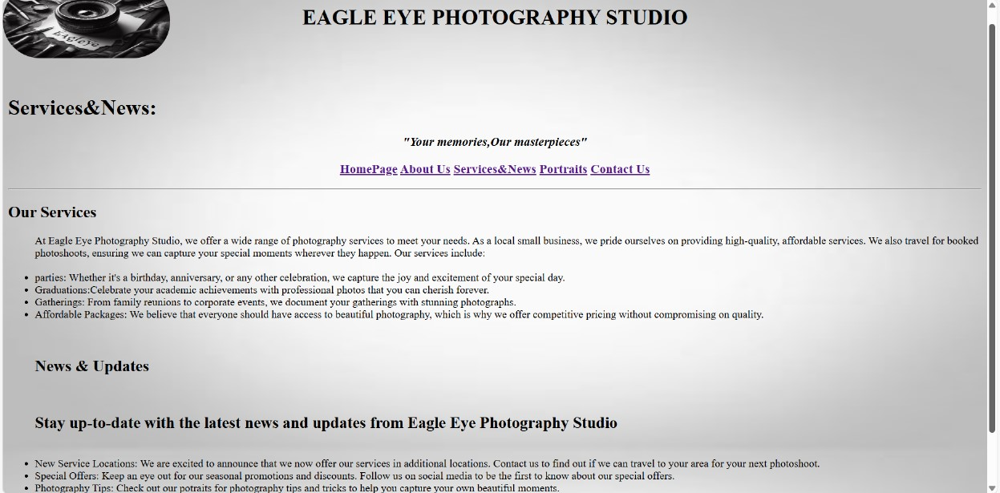 EAGLE EYE PHOTOGRAPHY STUDIO
Eagleye
Services&News:
"Your memories,Our masterpieces"
HomePage About Us Services&News Portraits Contact Us
Our Services
At Eagle Eye Photography Studio, we offer a wide range of photography services to meet your needs. As a local small business, we pride ourselves on providing high-quality, affordable services. We also travel for booked
photoshoots, ensuring we can capture your special moments wherever they happen. Our services include:
• parties: Whether it's a birthday, anniversary, or any other celebration, we capture the joy and excitement of your special day.
• Graduations:Celebrate your academic achievements with professional photos that you can cherish forever.
• Gatherings: From family reunions to corporate events, we document your gatherings with stunning photographs.
• Affordable Packages: We believe that everyone should have access to beautiful photography, which is why we offer competitive pricing without compromising on quality.
News & Updates
Stay up-to-date with the latest news and updates from Eagle Eye Photography Studio
• New Service Locations: We are excited to announce that we now offer our services in additional locations. Contact us to find out if we can travel to your area for your next photoshoot.
• Special Offers: Keep an eye out for our seasonal promotions and discounts. Follow us on social media to be the first to know about our special offers.
• Photography Tips: Check out our potraits for photography tips and tricks to help you capture your own beautiful moments.